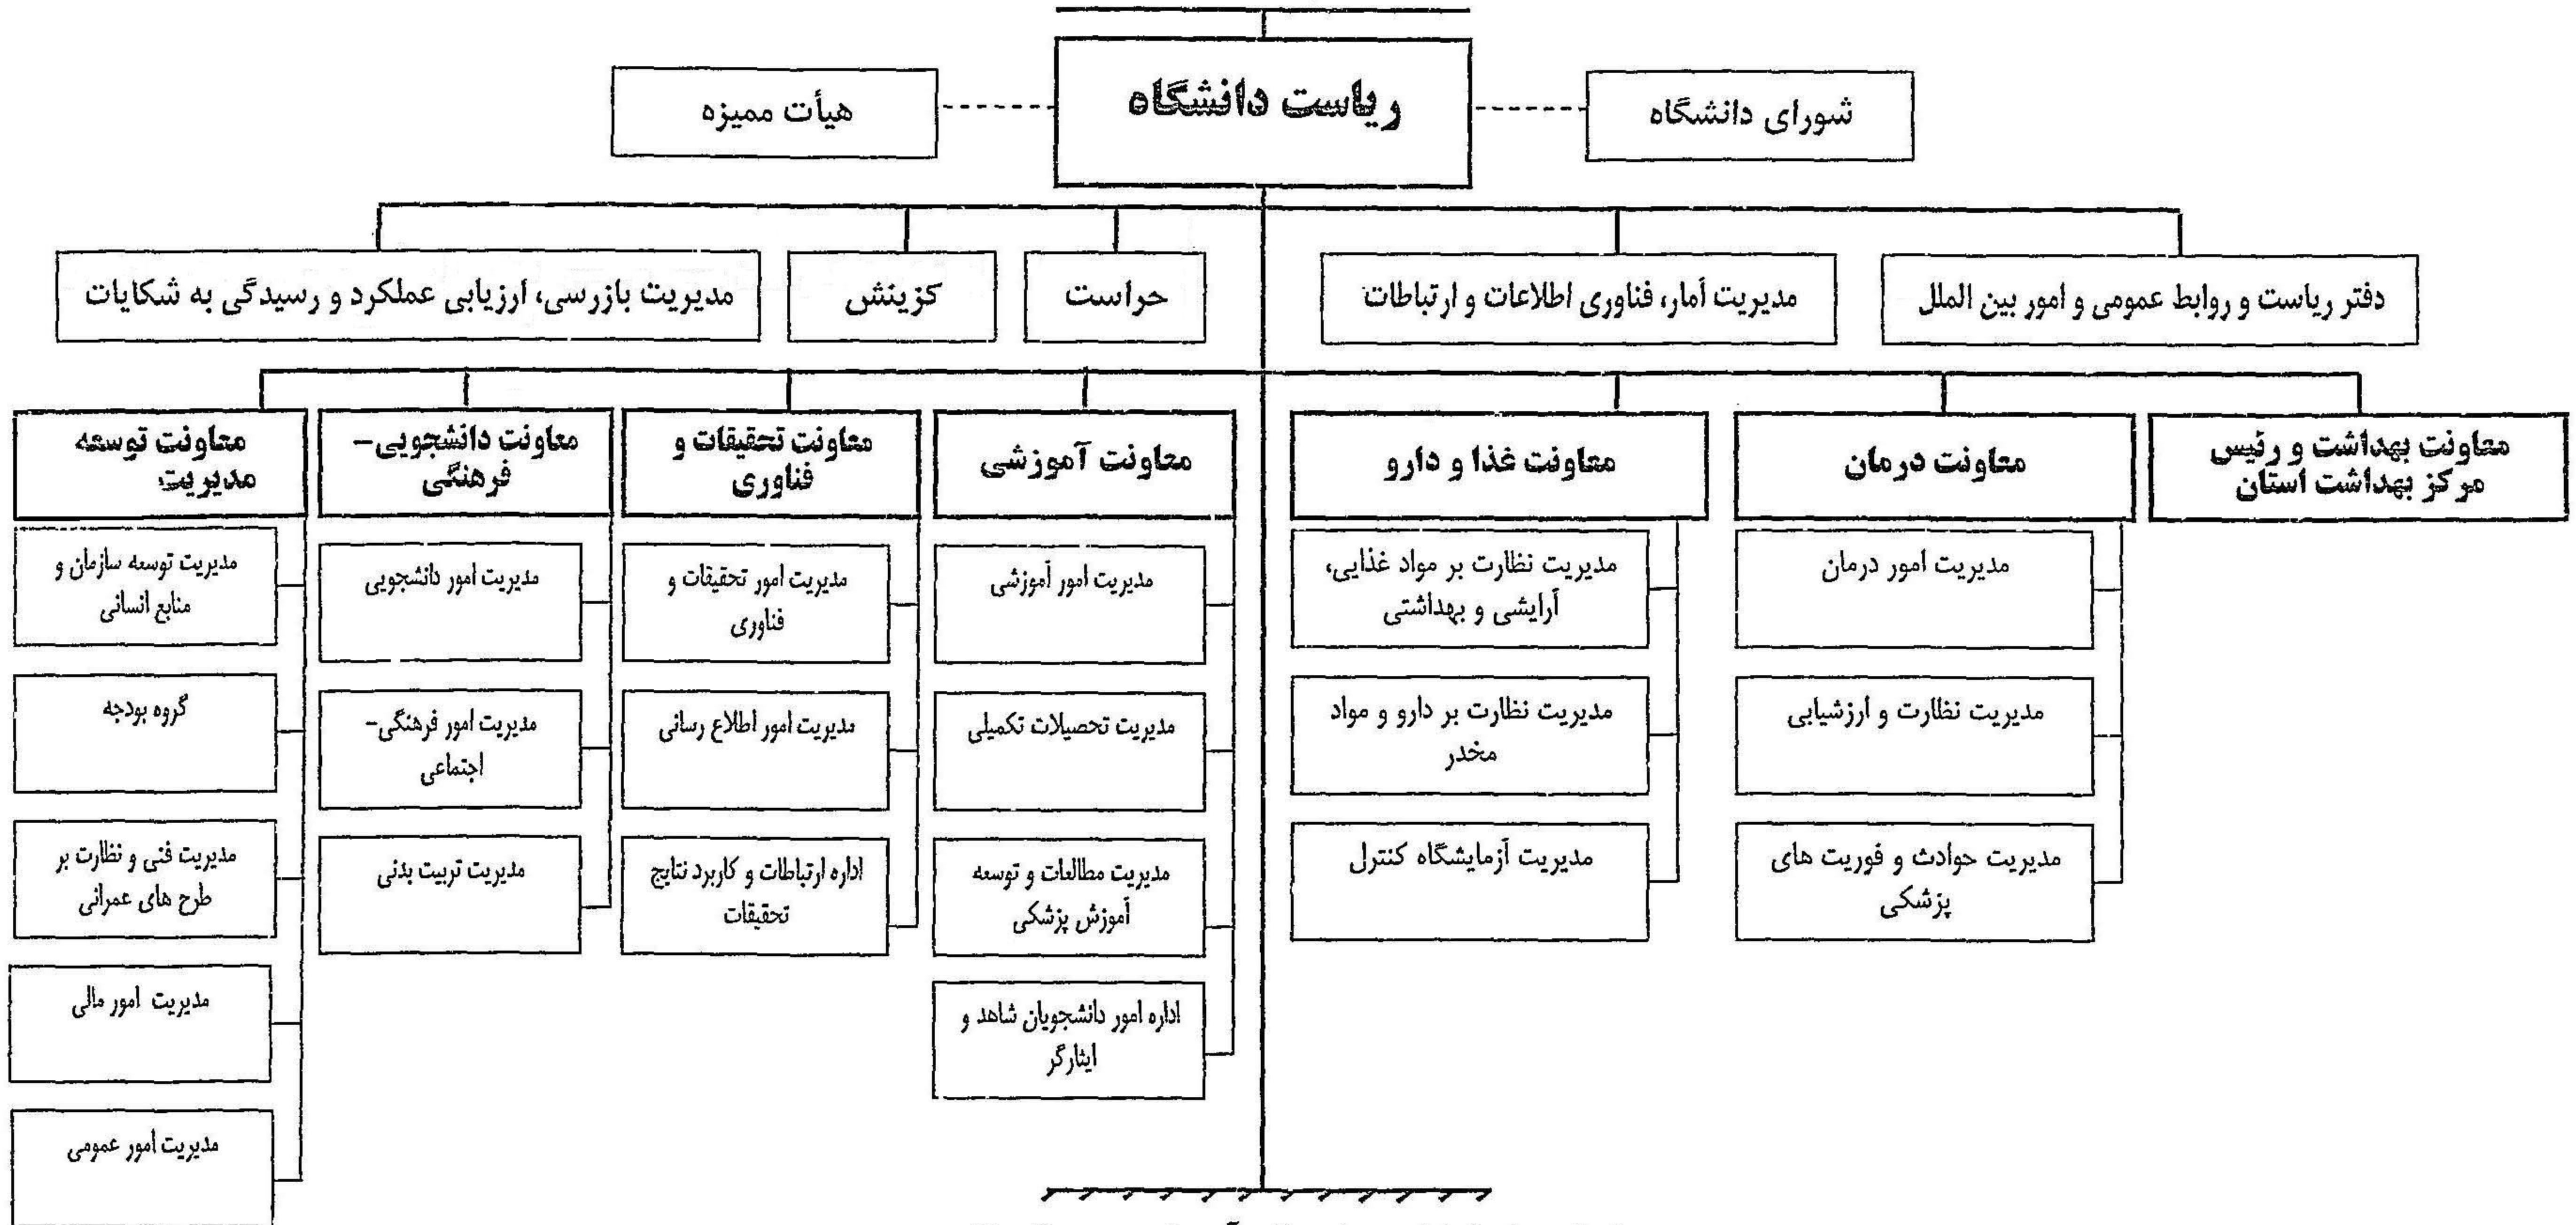 ریاست دانشگاه
شورای دانشگاه
هیأت ممیزه
دفتر ریاست و روابط عمومی و امور بین الملل
مدیریت آمار، فناوری اطلاعات و ارتباطات
حراست
گزینش
مدیریت بازرسی، ارزیابی عملکرد و رسیدگی به شکایات
معاونت بهداشت و رئیس
مرکز بهداشت استان
معاونت درمان
مدیریت امور درمان
مدیریت نظارت و ارزشیابی
مدیریت حوادث و فوریت های
پزشکی
معاونت غذا و دارو
مدیریت نظارت بر مواد غذایی،
آرایشی و بهداشتی
مدیریت نظارت بر دارو و مواد
مخدر
مدیریت آزمایشگاه کنترل
معاونت آموزشی
مدیریت امور آموزشی
مدیریت تحصیلات تکمیلی
مدیریت مطالعات و توسعه
آموزش پزشکی
اداره امور دانشجویان شاهد و
ایثارگر
معاونت تحقیقات و
فناوری
مدیریت امور تحقیقات و
فناوری
مدیریت امور اطلاع رسانی
اداره ارتباطات و کاربرد نتایج
تحقیقات
معاونت دانشجویی-
فرهنگی
مدیریت امور دانشجویی
مدیریت امور فرهنگی-
اجتماعی
مدیریت تربیت بدنی
معاونت توسعه
مدیریت
مدیریت توسعه سازمان و
منابع انسانی
گروه بودجه
مدیریت فنی و نظارت بر
طرح های عمرانی
مدیریت امور مالی
مدیریت امور عمومی